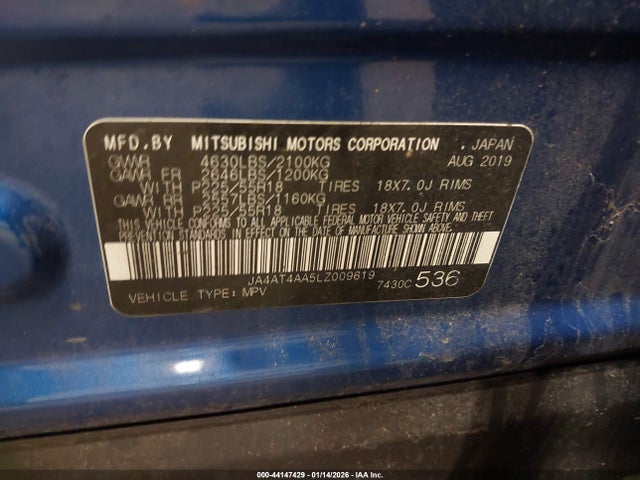 MFD.BY MITSUBISHI MOTORS CORPORATION . JAPAN
GVWR 4630LBS/2100KG AUG 2019
GAWR FR 2646LBS/1200KG
WITH P225/55R18 TIRES 18X7.0J RIMS
GAWR RR 2557LBS/1160KG
WITH P225/55R18 TIRES 18X7.0J RIMS
THIS VEHICLE CONFORMS TO ALL APPLICABLE FEDERAL MOTOR VEHICLE SAFETY AND THEFT
PREVENTION STANDARDS IN EFFECT ON THE DATE OF MANUFACTURE SHOWN ABOVE.
JA4AT4AA5LZ009619 7430C 536
VEHICLE TYPE: MPV
000-44147429 | 01/14/2026 | © IAA Inc.